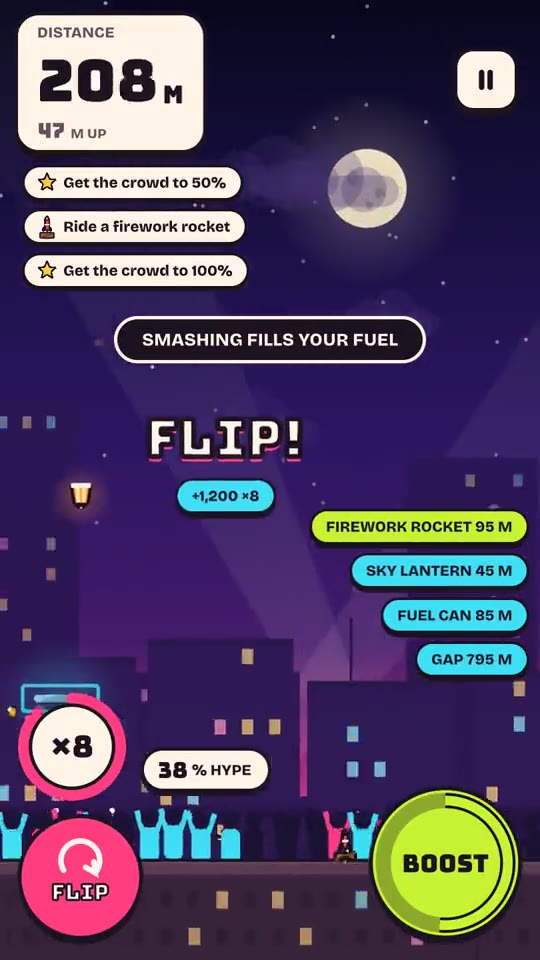 DISTANCE
208 M
47 M UP
Get the crowd to 50%
Ride a firework rocket
Get the crowd to 100%
SMASHING FILLS YOUR FUEL
FLIP!
+1,200 ×8
FIREWORK ROCKET 95 M
SKY LANTERN 45 M
FUEL CAN 85 M
GAP 795 M
×8
38 % HYPE
FLIP
BOOST